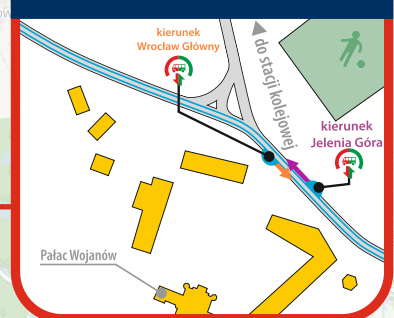 kierunek
Wrocław Główny
do stacji kolejowej
kierunek
Jelenia Góra
Pałac Wojanów